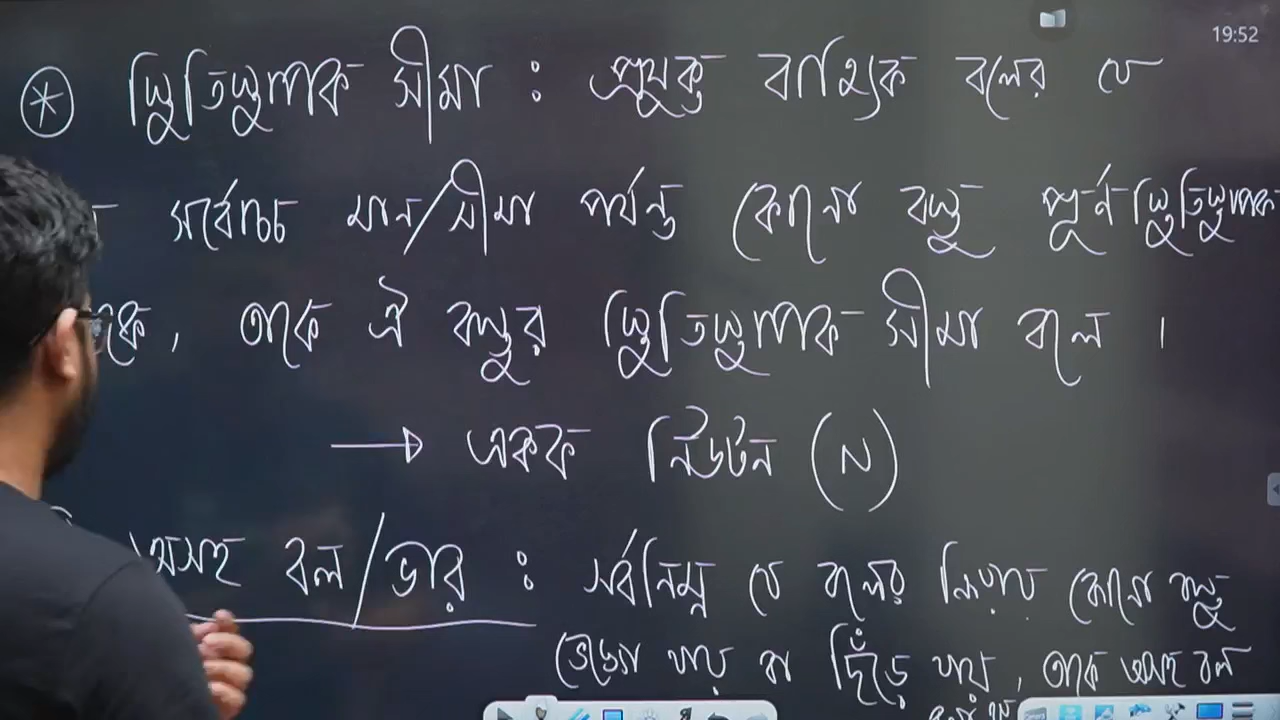 19:52
* স্থিতিস্থাপক সীমা : প্রযুক্ত বাহ্যিক বলের যে
সর্বোচ্চ মান/সীমা পর্যন্ত কোনো বস্তু পূর্ণ স্থিতিস্থাপক
তাকে ঐ বস্তুর স্থিতিস্থাপক সীমা বলে ।
→ একক নিউটন (N)
অসহ বল/ভার : সর্বনিম্ন যে বলের ক্রিয়ায় কোনো বস্তু
ভেঙ্গে যায় বা ছিঁড়ে যায়, তাকে অসহ বল